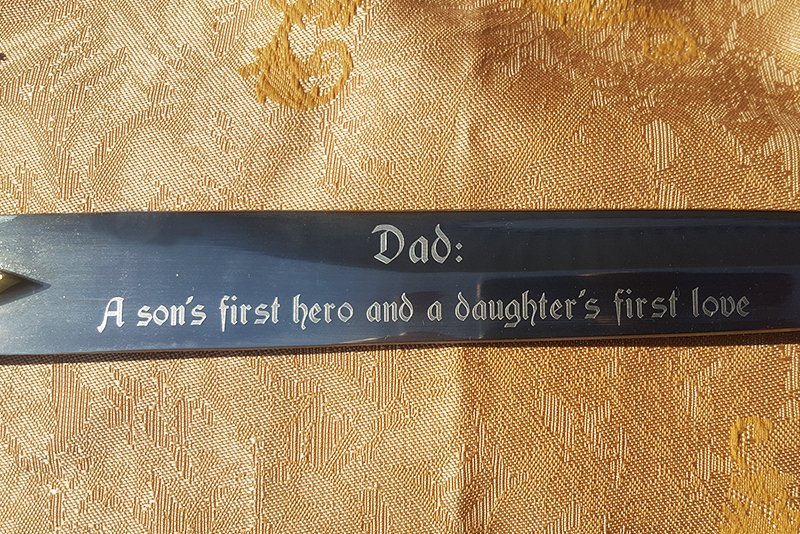 Dad:
A son's first hero and a daughter's first love